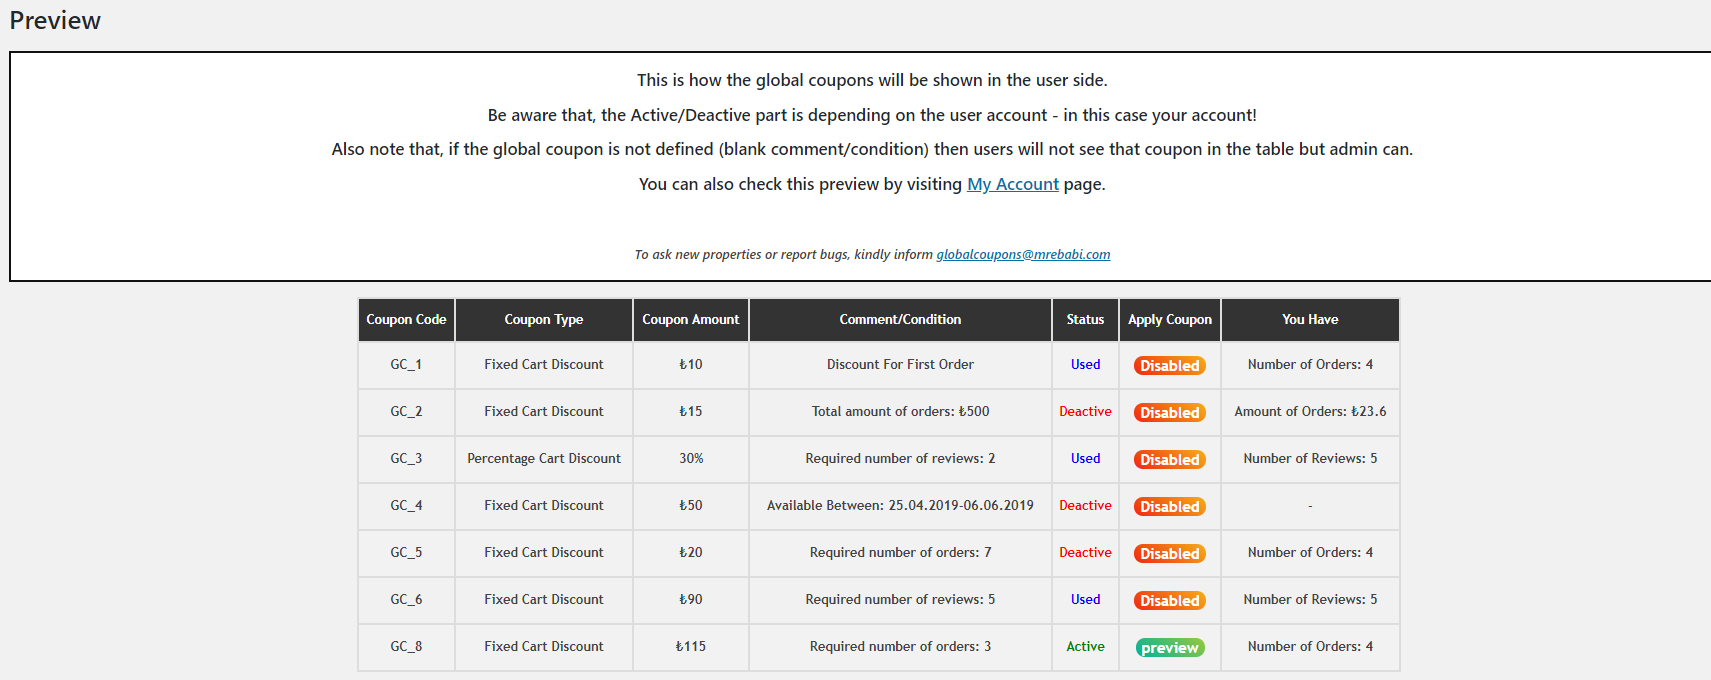 Preview
This is how the global coupons will be shown in the user side.
Be aware that, the Active/Deactive part is depending on the user account - in this case your account!
Also note that, if the global coupon is not defined (blank comment/condition) then users will not see that coupon in the table but admin can.
You can also check this preview by visiting My Account page.
To ask new properties or report bugs, kindly inform globalcoupons@mrebabi.com
Coupon Code Coupon Type Coupon Amount Comment/Condition Status Apply Coupon You Have
GC_1 Fixed Cart Discount ₺10 Discount For First Order Used Disabled Number of Orders: 4
GC_2 Fixed Cart Discount ₺15 Total amount of orders: ₺500 Deactive Disabled Amount of Orders: ₺23.6
GC_3 Percentage Cart Discount 30% Required number of reviews: 2 Used Disabled Number of Reviews: 5
GC_4 Fixed Cart Discount ₺50 Available Between: 25.04.2019-06.06.2019 Deactive Disabled -
GC_5 Fixed Cart Discount ₺20 Required number of orders: 7 Deactive Disabled Number of Orders: 4
GC_6 Fixed Cart Discount ₺90 Required number of reviews: 5 Used Disabled Number of Reviews: 5
GC_8 Fixed Cart Discount ₺115 Required number of orders: 3 Active preview Number of Orders: 4